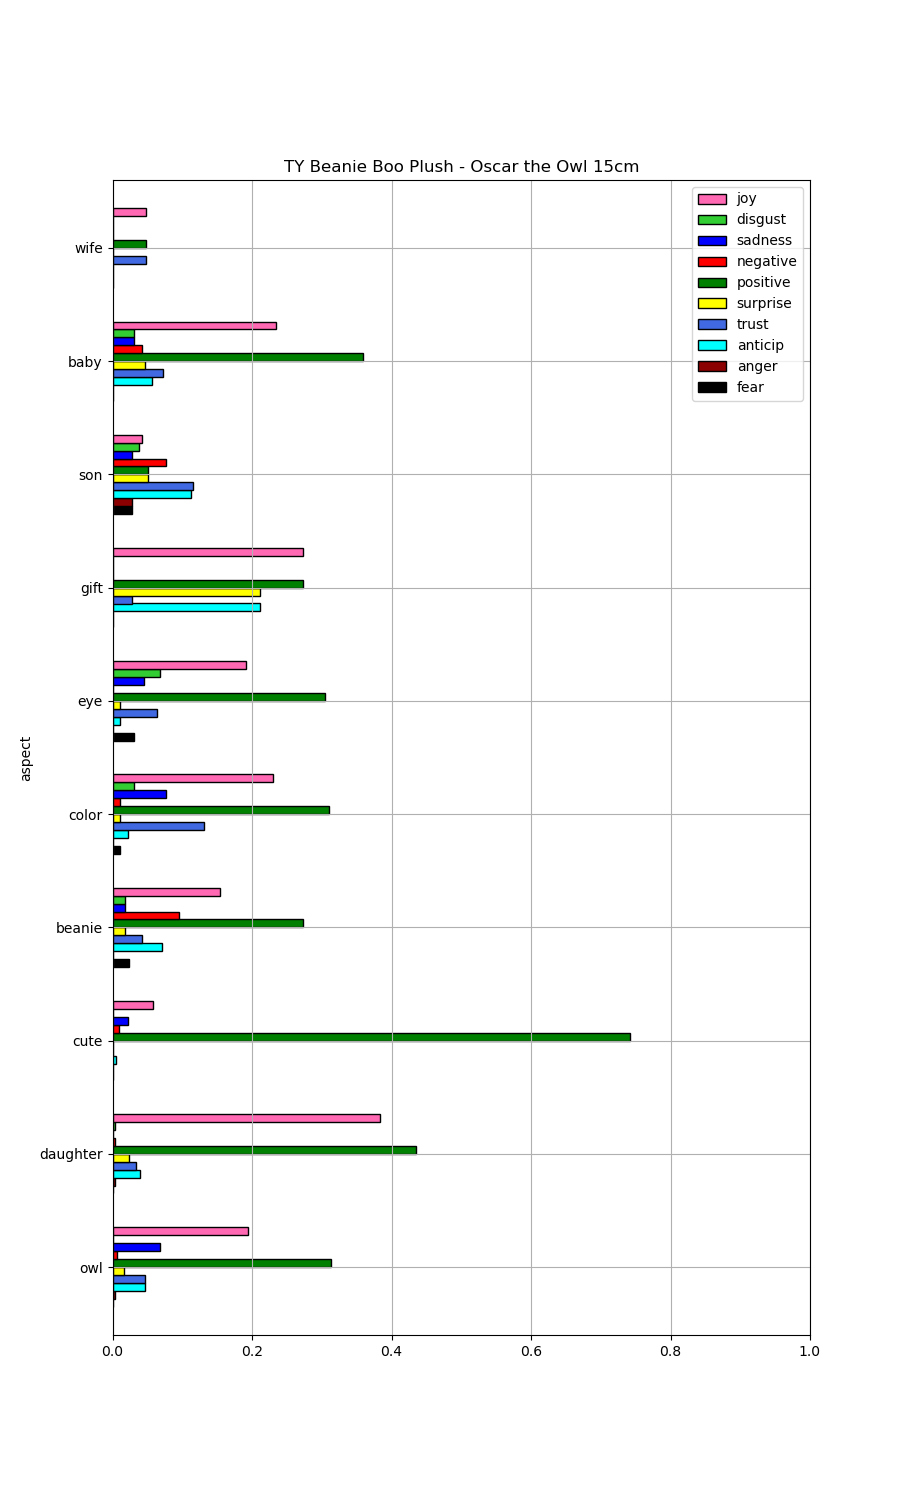 TY Beanie Boo Plush - Oscar the Owl 15cm
joy
disgust
sadness
negative
positive
surprise
trust
anticip
anger
fear
wife
baby
son
gift
eye
color
beanie
cute
daughter
owl
aspect
0.0 0.2 0.4 0.6 0.8 1.0